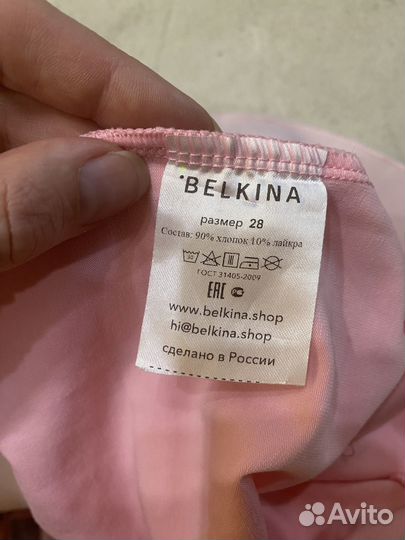 BELKINA
размер 28
Состав: 90% хлопок 10% лайкра
ГОСТ 31405-2009
ЕАС
www.belkina.shop
hi@belkina.shop
сделано в России
Avito